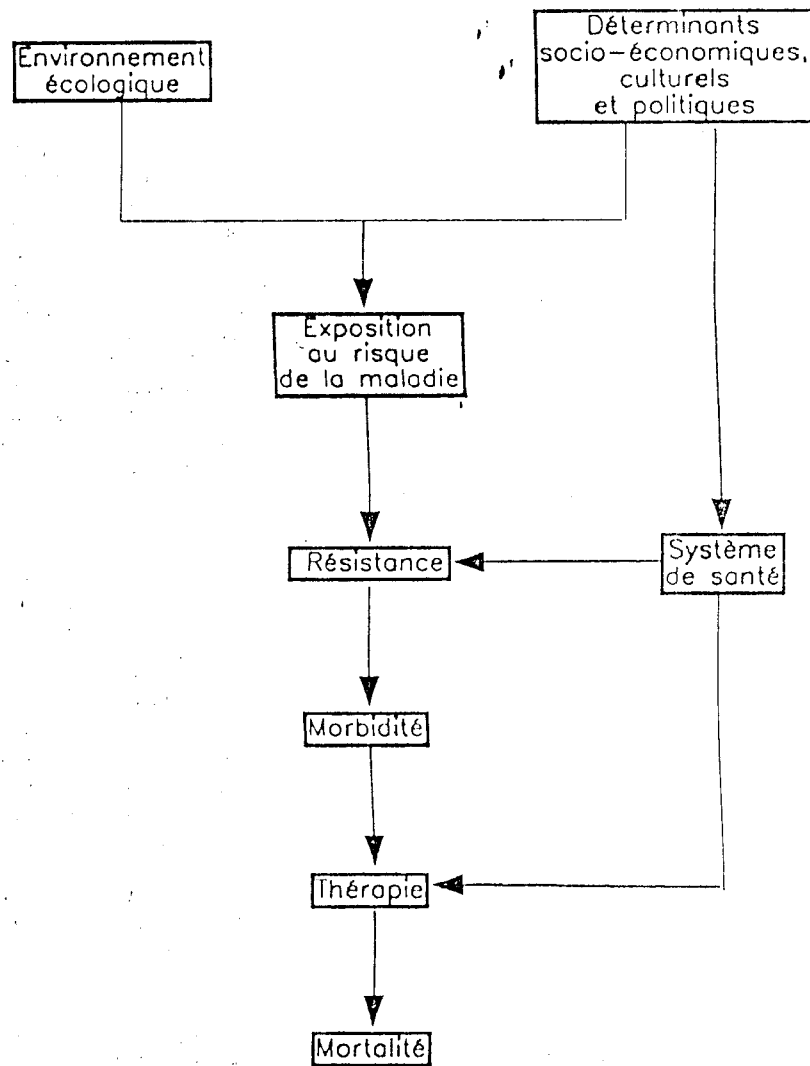 Environnement
écologique
Déterminants
socio-économiques,
culturels
et politiques
Exposition
au risque
de la maladie
Résistance
Système
de santé
Morbidité
Thérapie
Mortalité